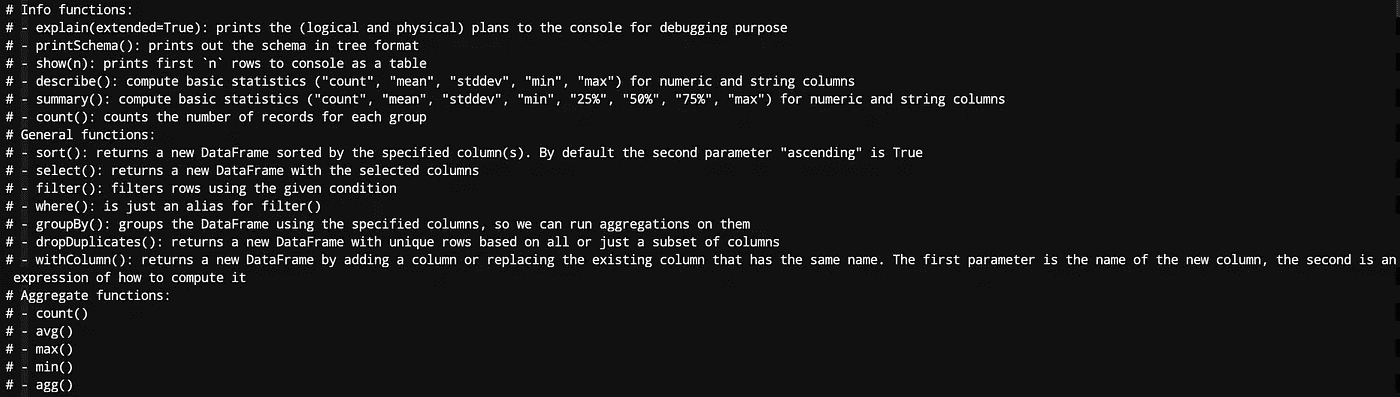 # Info functions:
# - explain(extended=True): prints the (logical and physical) plans to the console for debugging purpose
# - printSchema(): prints out the schema in tree format
# - show(n): prints first `n` rows to console as a table
# - describe(): compute basic statistics ("count", "mean", "stddev", "min", "max") for numeric and string columns
# - summary(): compute basic statistics ("count", "mean", "stddev", "min", "25%", "50%", "75%", "max") for numeric and string columns
# - count(): counts the number of records for each group
# General functions:
# - sort(): returns a new DataFrame sorted by the specified column(s). By default the second parameter "ascending" is True
# - select(): returns a new DataFrame with the selected columns
# - filter(): filters rows using the given condition
# - where(): is just an alias for filter()
# - groupBy(): groups the DataFrame using the specified columns, so we can run aggregations on them
# - dropDuplicates(): returns a new DataFrame with unique rows based on all or just a subset of columns
# - withColumn(): returns a new DataFrame by adding a column or replacing the existing column that has the same name. The first parameter is the name of the new column, the second is an
expression of how to compute it
# Aggregate functions:
# - count()
# - avg()
# - max()
# - min()
# - agg()